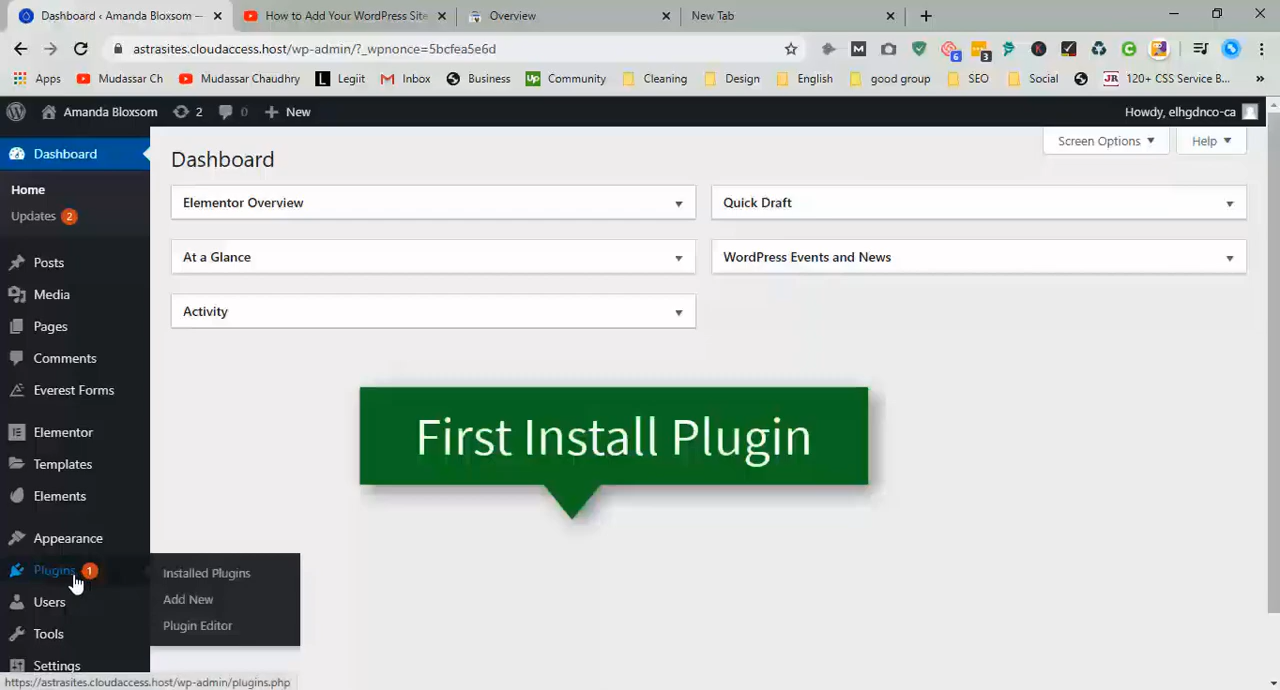 Dashboard ‹ Amanda Bloxsom —
How to Add Your WordPress Site
Overview
New Tab
astrasites.cloudaccess.host/wp-admin/?_wpnonce=5bcfea5e6d
6
3
Apps
Mudassar Ch
Mudassar Chaudhry
L
Legiit
Inbox
Business
Up
Community
Cleaning
Design
English
good group
SEO
Social
JR
120+ CSS Service B...
»
Amanda Bloxsom
2
0
+ New
Howdy, elhgdnco-ca
Dashboard
Home
Updates 2
Posts
Media
Pages
Comments
Everest Forms
Elementor
Templates
Elements
Appearance
Plugins 1
Users
Tools
Settings
Installed Plugins
Add New
Plugin Editor
Screen Options
Help
Dashboard
Elementor Overview
Quick Draft
At a Glance
WordPress Events and News
Activity
First Install Plugin
https://astrasites.cloudaccess.host/wp-admin/plugins.php